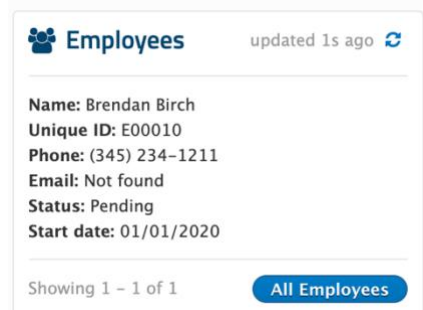 Employees
updated 1s ago
Name: Brendan Birch
Unique ID: E00010
Phone: (345) 234-1211
Email: Not found
Status: Pending
Start date: 01/01/2020
Showing 1 - 1 of 1
All Employees